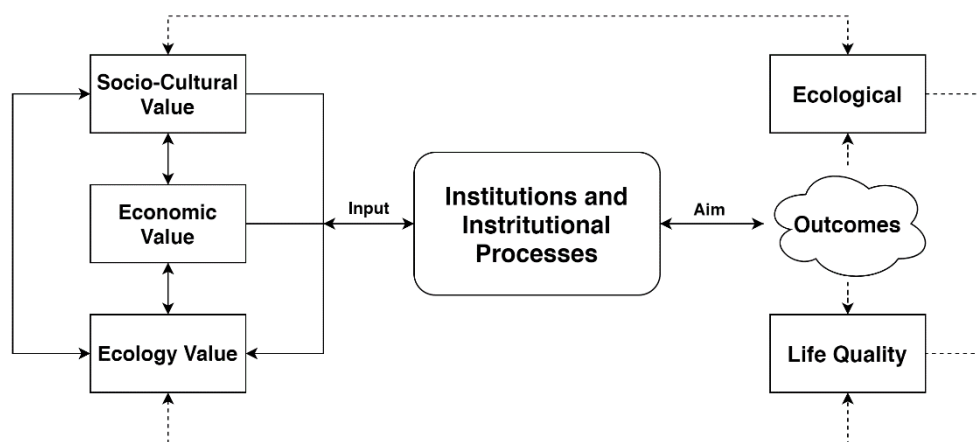 Socio-Cultural
Value
Economic
Value
Ecology Value
Input
Institutions and
Instritutional
Processes
Aim
Ecological
Outcomes
Life Quality